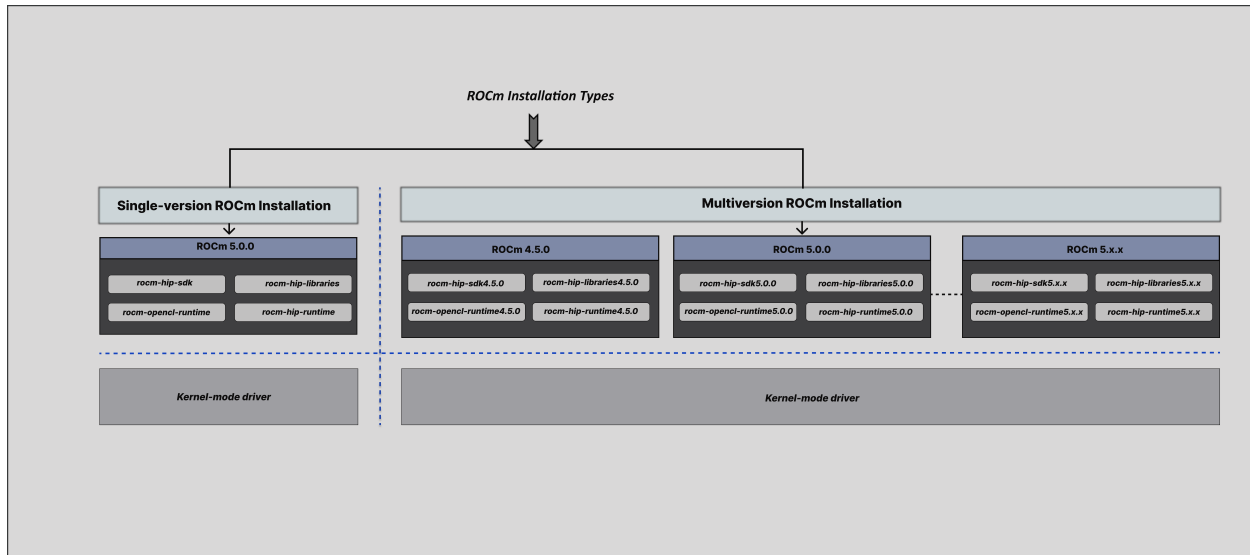 ROCm Installation Types
Single-version ROCm Installation
ROCm 5.0.0
rocm-hip-sdk
rocm-hip-libraries
rocm-opencl-runtime
rocm-hip-runtime
Kernel-mode driver
Multiversion ROCm Installation
ROCm 4.5.0
rocm-hip-sdk4.5.0
rocm-hip-libraries4.5.0
rocm-opencl-runtime4.5.0
rocm-hip-runtime4.5.0
ROCm 5.0.0
rocm-hip-sdk5.0.0
rocm-hip-libraries5.0.0
rocm-opencl-runtime5.0.0
rocm-hip-runtime5.0.0
ROCm 5.x.x
rocm-hip-sdk5.x.x
rocm-hip-libraries5.x.x
rocm-opencl-runtime5.x.x
rocm-hip-runtime5.x.x
Kernel-mode driver